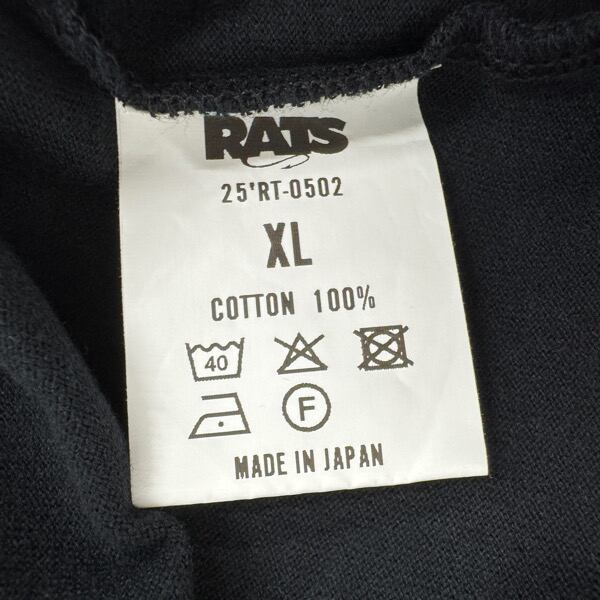 RATS
25'RT-0502
XL
COTTON 100%
40
F
MADE IN JAPAN